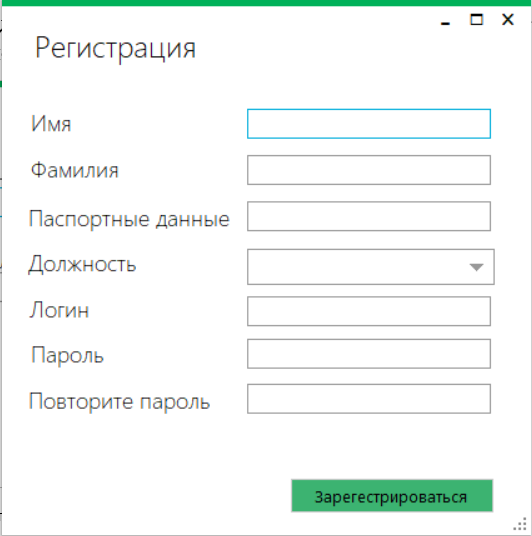 Регистрация
Имя
Фамилия
Паспортные данные
Должность
Логин
Пароль
Повторите пароль
Зарегестрироваться